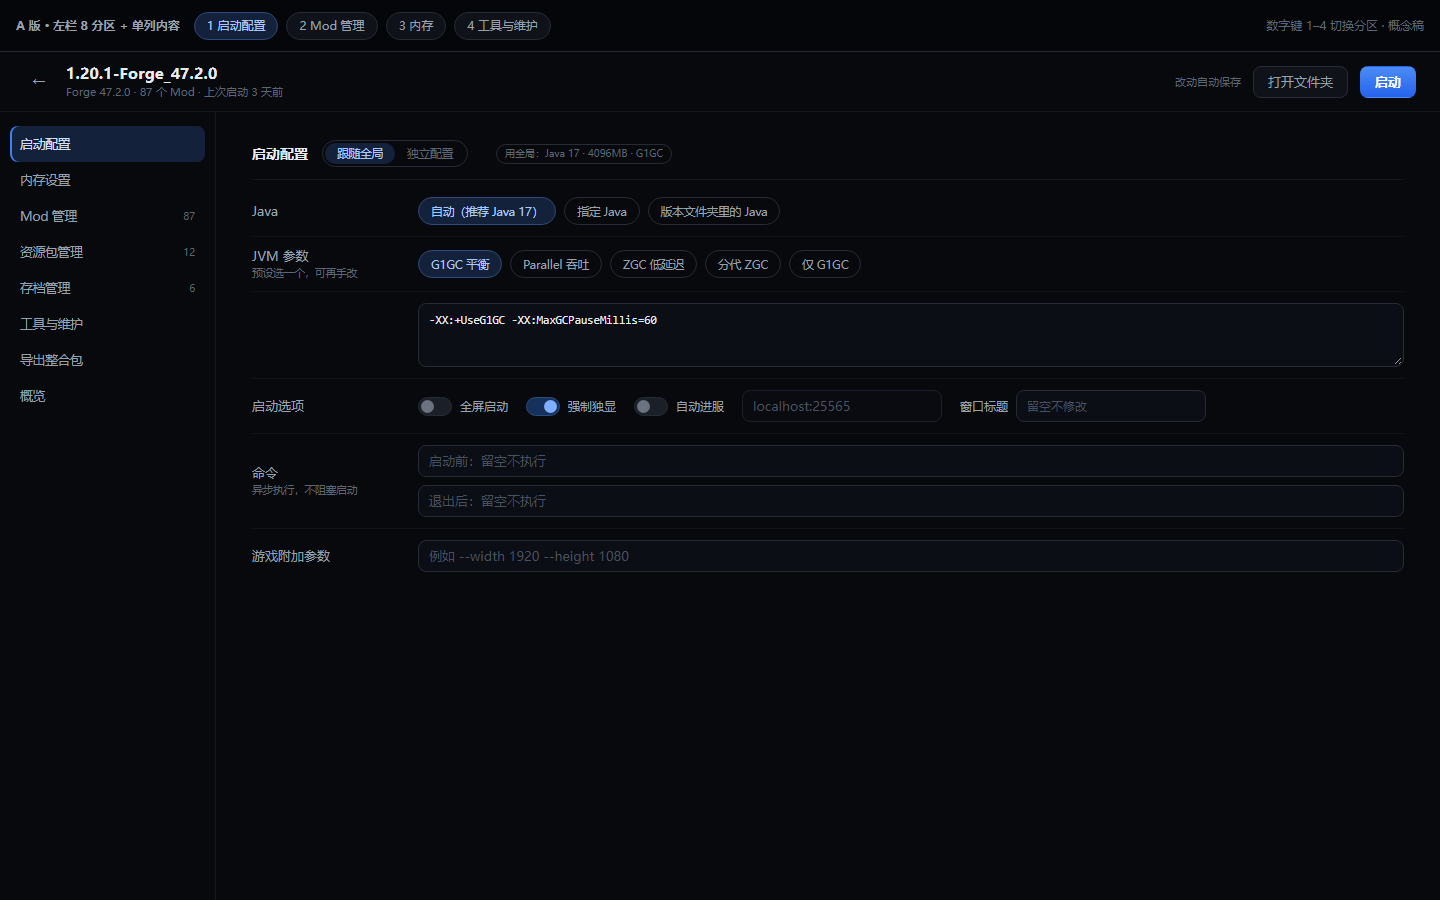 A 版 • 左栏 8 分区 + 单列内容 1 启动配置 2 Mod 管理 3 内存 4 工具与维护 数字键 1–4 切换分区 · 概念稿
← 1.20.1-Forge_47.2.0
Forge 47.2.0 · 87 个 Mod · 上次启动 3 天前
改动自动保存 打开文件夹 启动
启动配置
内存设置
Mod 管理 87
资源包管理 12
存档管理 6
工具与维护
导出整合包
概览
启动配置 跟随全局 独立配置 用全局：Java 17 · 4096MB · G1GC
Java 自动（推荐 Java 17） 指定 Java 版本文件夹里的 Java
JVM 参数
预设选一个，可再手改
G1GC 平衡 Parallel 吞吐 ZGC 低延迟 分代 ZGC 仅 G1GC
-XX:+UseG1GC -XX:MaxGCPauseMillis=60
启动选项 全屏启动 强制独显 自动进服 localhost:25565 窗口标题 留空不修改
命令
异步执行，不阻塞启动
启动前：留空不执行
退出后：留空不执行
游戏附加参数 例如 --width 1920 --height 1080